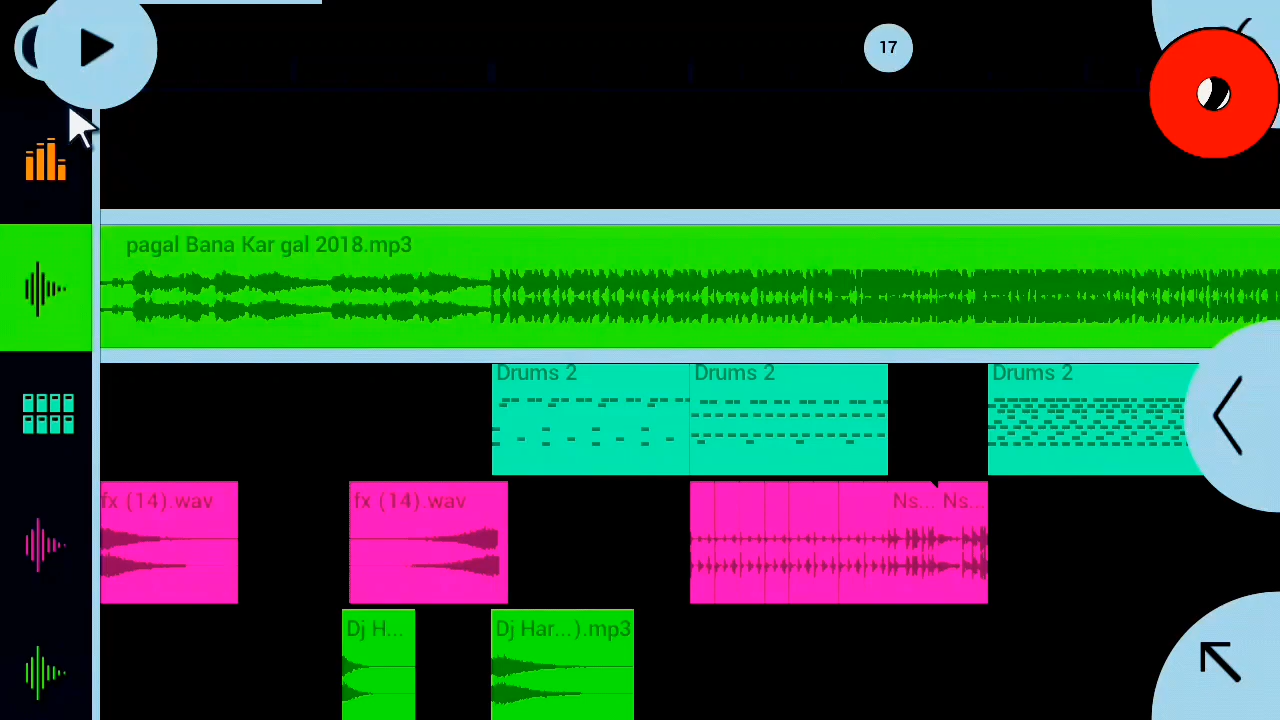 17
pagal Bana Kar gal 2018.mp3
Drums 2 Drums 2 Drums 2
fx (14).wav fx (14).wav Ns... Ns...
Dj H... Dj Har...).mp3